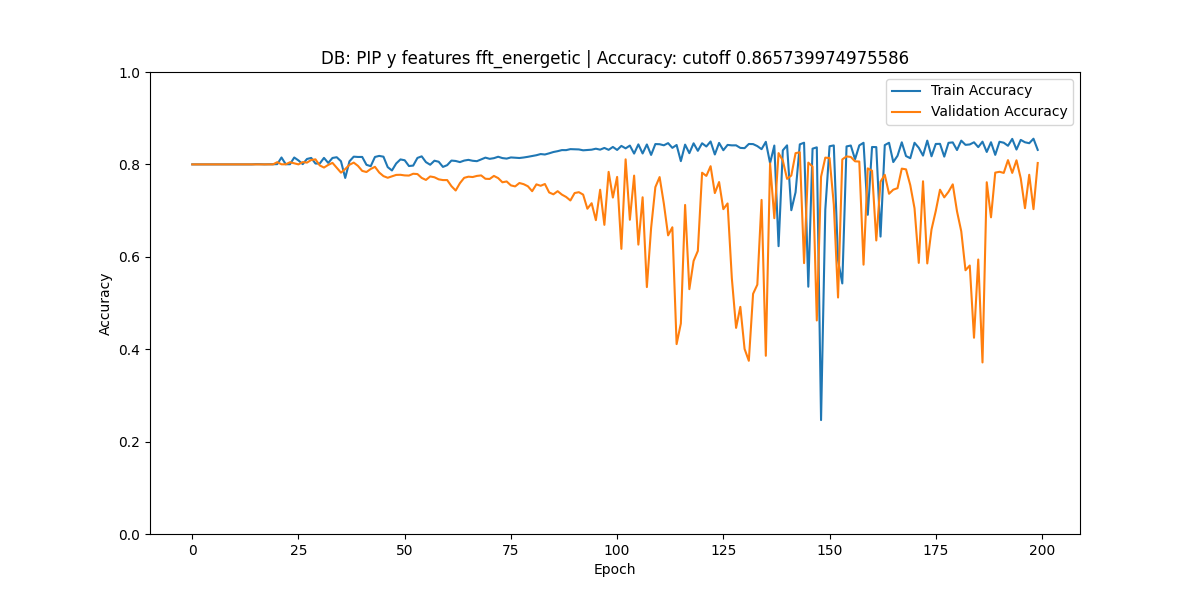 DB: PIP y features fft_energetic | Accuracy: cutoff 0.865739974975586
Train Accuracy
Validation Accuracy
1.0
0.8
0.6
0.4
0.2
0.0
Accuracy
0 25 50 75 100 125 150 175 200
Epoch